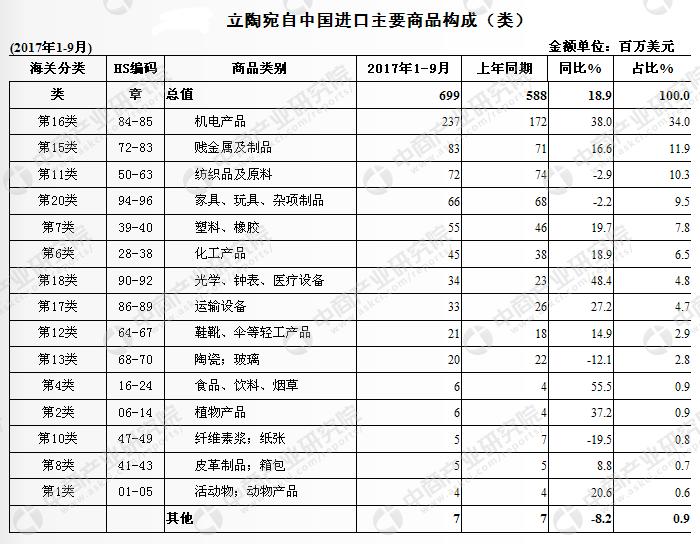 立陶宛自中国进口主要商品构成（类）
(2017年1-9月) 金额单位：百万美元
海关分类 HS编码 商品类别 2017年1-9月 上年同期 同比% 占比%
类 章 总值 699 588 18.9 100.0
第16类 84-85 机电产品 237 172 38.0 34.0
第15类 72-83 贱金属及制品 83 71 16.6 11.9
第11类 50-63 纺织品及原料 72 74 -2.9 10.3
第20类 94-96 家具、玩具、杂项制品 66 68 -2.2 9.5
第7类 39-40 塑料、橡胶 55 46 19.7 7.8
第6类 28-38 化工产品 45 38 18.9 6.5
第18类 90-92 光学、钟表、医疗设备 34 23 48.4 4.8
第17类 86-89 运输设备 33 26 27.2 4.7
第12类 64-67 鞋靴、伞等轻工产品 21 18 14.9 2.9
第13类 68-70 陶瓷；玻璃 20 22 -12.1 2.8
第4类 16-24 食品、饮料、烟草 6 4 55.5 0.9
第2类 06-14 植物产品 6 4 37.2 0.9
第10类 47-49 纤维素浆；纸张 5 7 -19.5 0.8
第8类 41-43 皮革制品；箱包 5 5 8.8 0.7
第1类 01-05 活动物；动物产品 4 4 20.6 0.6
其他 7 7 -8.2 0.9
中商产业研究院
www.askci.com/reports/